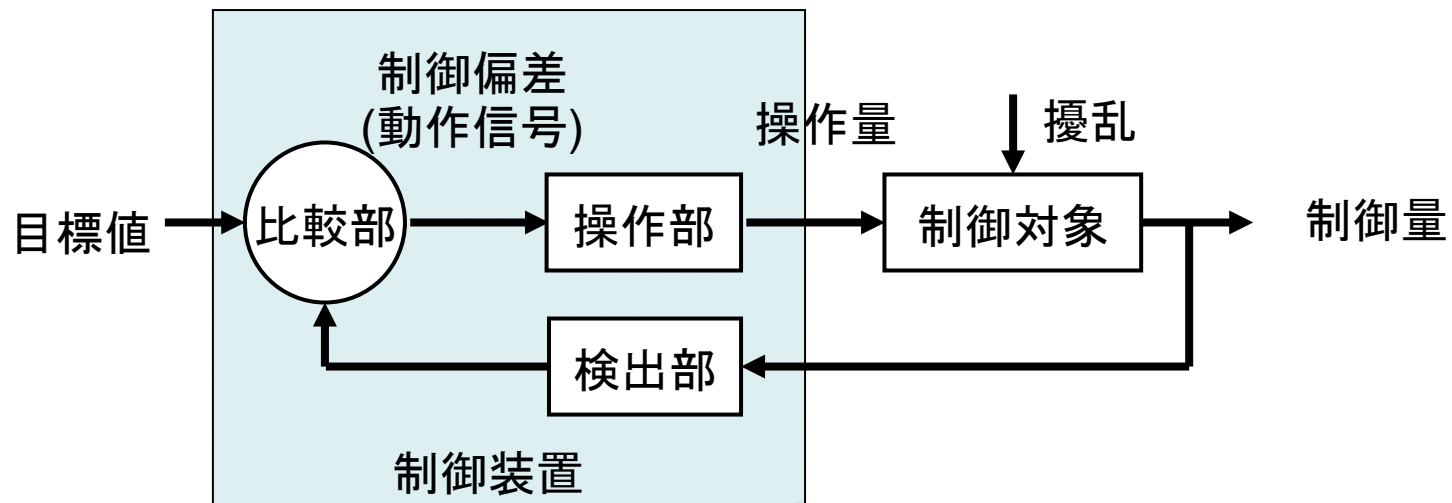 制御偏差
(動作信号)
操作量
擾乱
目標値
比較部
操作部
制御対象
制御量
検出部
制御装置